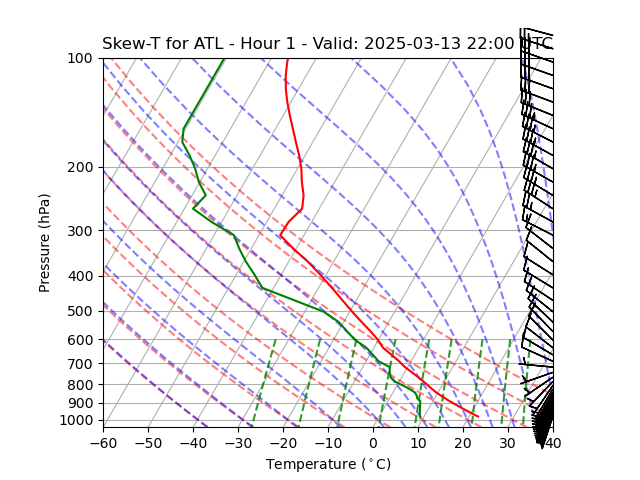 Skew-T for ATL - Hour 1 - Valid: 2025-03-13 22:00 UTC
100
200
300
400
500
600
700
800
900
1000
Pressure (hPa)
−60 −50 −40 −30 −20 −10 0 10 20 30 40
Temperature (°C)